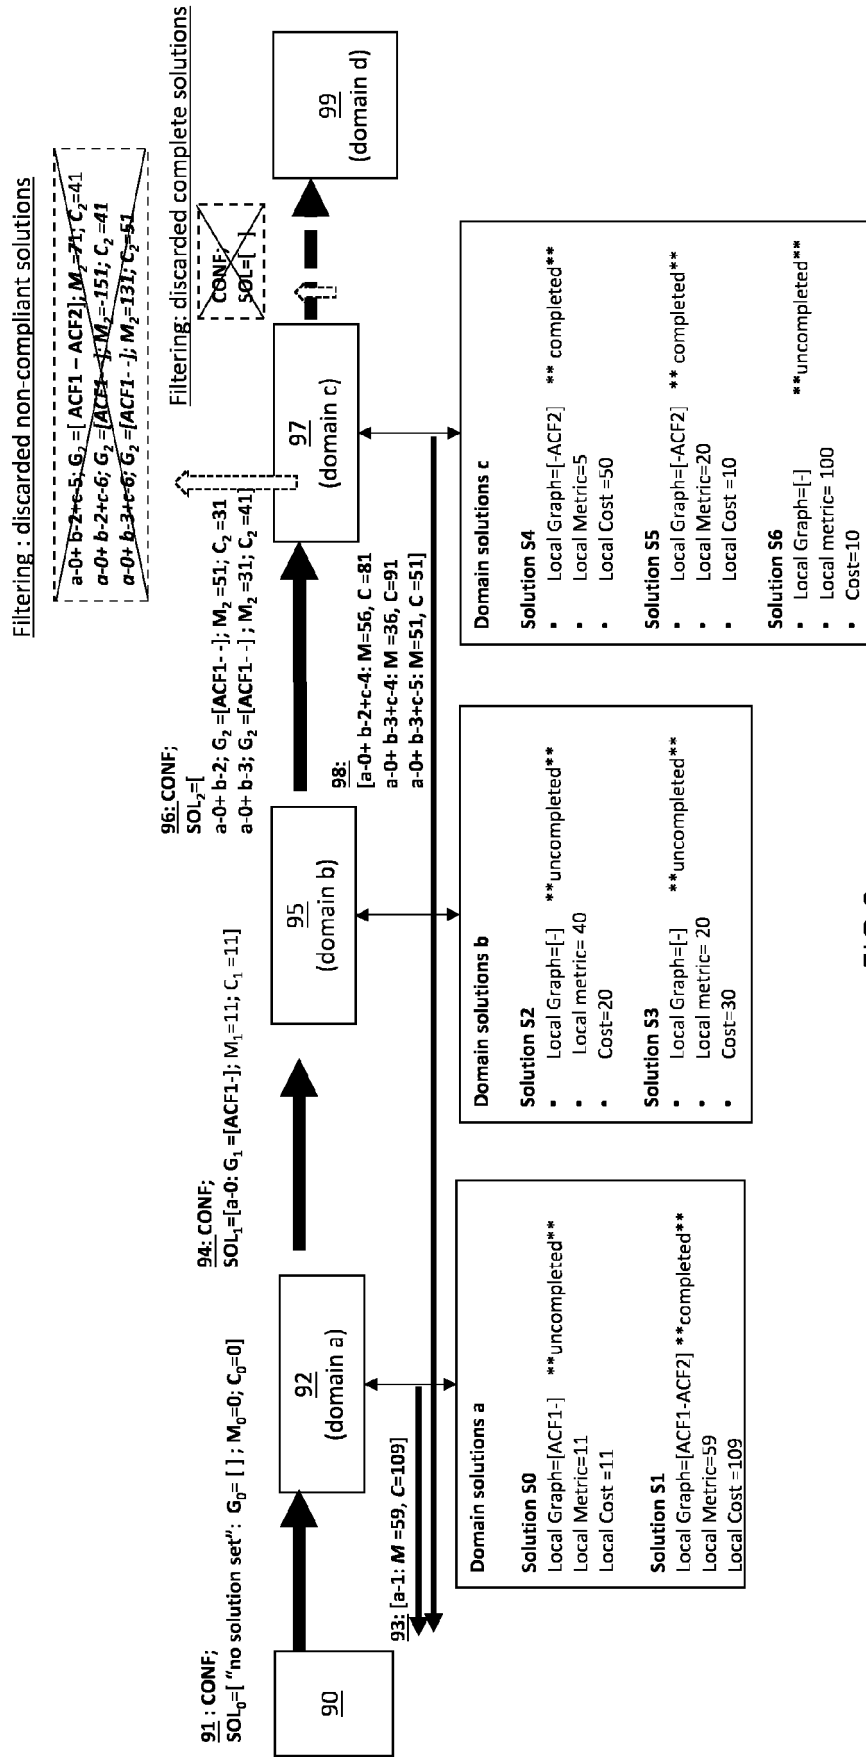 Filtering : discarded non-compliant solutions
a-0+ b-2+c-5; G2 =[ ACF1 – ACF2]; M2=71; C2=41
a-0+ b-2+c-6; G2 =[ACF1- -]; M2=-151; C2 =41
a-0+ b-3+c-6; G2 =[ACF1- -]; M2=131; C2=51
Filtering: discarded complete solutions
CONF;
SOL=[ ]
91 : CONF;
SOL0=[ “no solution set”: G0= [ ] ; M0=0; C0=0]
94: CONF;
SOL1=[a-0: G1 =[ACF1-]; M1=11; C1 =11]
96: CONF;
SOL2=[
a-0+ b-2; G2 =[ACF1- -]; M2 =51; C2 =31
a-0+ b-3; G2 =[ACF1- -] ; M2 =31; C2 =41]
90
92
(domain a)
95
(domain b)
97
(domain c)
99
(domain d)
93: [a-1: M =59, C=109]
98:
[a-0+ b-2+c-4: M=56, C =81
a-0+ b-3+c-4: M =36, C=91
a-0+ b-3+c-5: M=51, C =51]
Domain solutions a
Solution S0
Local Graph=[ACF1-] **uncompleted**
Local Metric=11
Local Cost =11
Solution S1
Local Graph=[ACF1-ACF2] **completed**
Local Metric=59
Local Cost =109
Domain solutions b
Solution S2
▪ Local Graph=[-] **uncompleted**
▪ Local metric= 40
▪ Cost=20
Solution S3
▪ Local Graph=[-] **uncompleted**
▪ Local metric= 20
▪ Cost=30
Domain solutions c
Solution S4
▪ Local Graph=[-ACF2] ** completed**
▪ Local Metric=5
▪ Local Cost =50
Solution S5
▪ Local Graph=[-ACF2] ** completed**
▪ Local Metric=20
▪ Local Cost =10
Solution S6
▪ Local Graph=[-] **uncompleted**
▪ Local metric= 100
▪ Cost=10